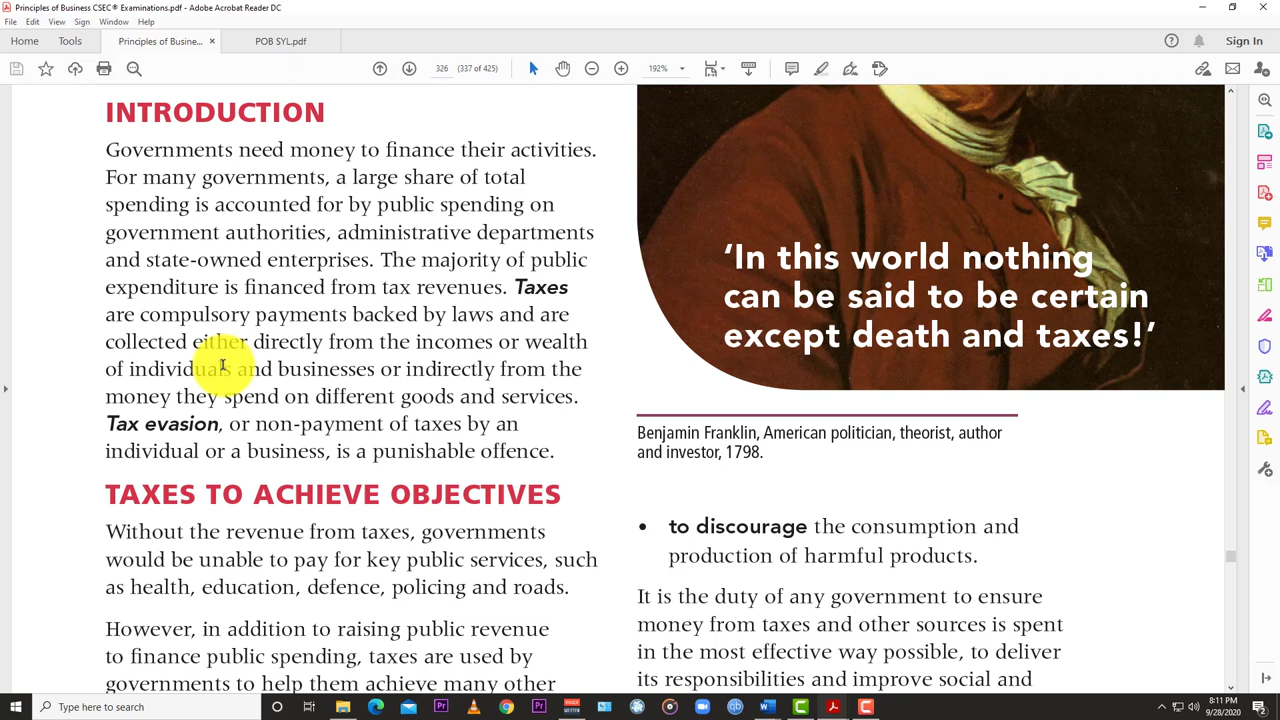 Principles of Business CSEC® Examinations.pdf - Adobe Acrobat Reader DC
File Edit View Sign Window Help
Home Tools Principles of Busine... × POB SYL.pdf Sign In
326 (337 of 425) 192%
INTRODUCTION
Governments need money to finance their activities.
For many governments, a large share of total
spending is accounted for by public spending on
government authorities, administrative departments
and state-owned enterprises. The majority of public
expenditure is financed from tax revenues. Taxes
are compulsory payments backed by laws and are
collected either directly from the incomes or wealth
of individuals and businesses or indirectly from the
money they spend on different goods and services.
Tax evasion, or non-payment of taxes by an
individual or a business, is a punishable offence.
TAXES TO ACHIEVE OBJECTIVES
Without the revenue from taxes, governments
would be unable to pay for key public services, such
as health, education, defence, policing and roads.
However, in addition to raising public revenue
to finance public spending, taxes are used by
governments to help them achieve many other
‘In this world nothing
can be said to be certain
except death and taxes!’
Benjamin Franklin, American politician, theorist, author
and investor, 1798.
• to discourage the consumption and
production of harmful products.
It is the duty of any government to ensure
money from taxes and other sources is spent
in the most effective way possible, to deliver
its responsibilities and improve social and
Type here to search
8:11 PM
9/28/2020